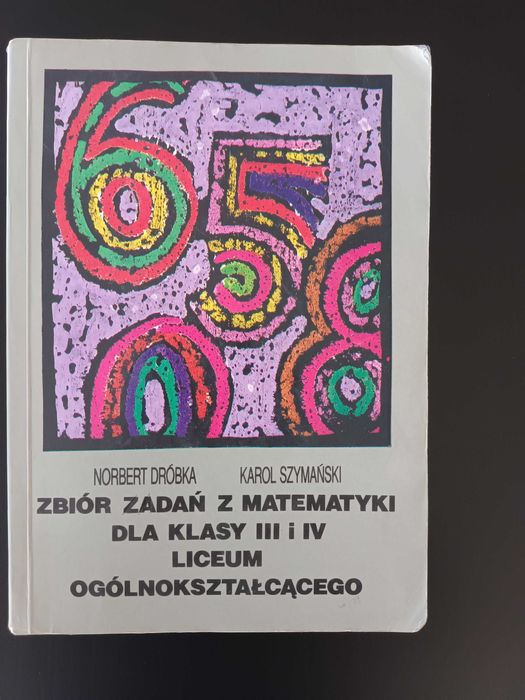 NORBERT DRÓBKA KAROL SZYMAŃSKI
ZBIÓR ZADAŃ Z MATEMATYKI
DLA KLASY III i IV
LICEUM
OGÓLNOKSZTAŁCĄCEGO